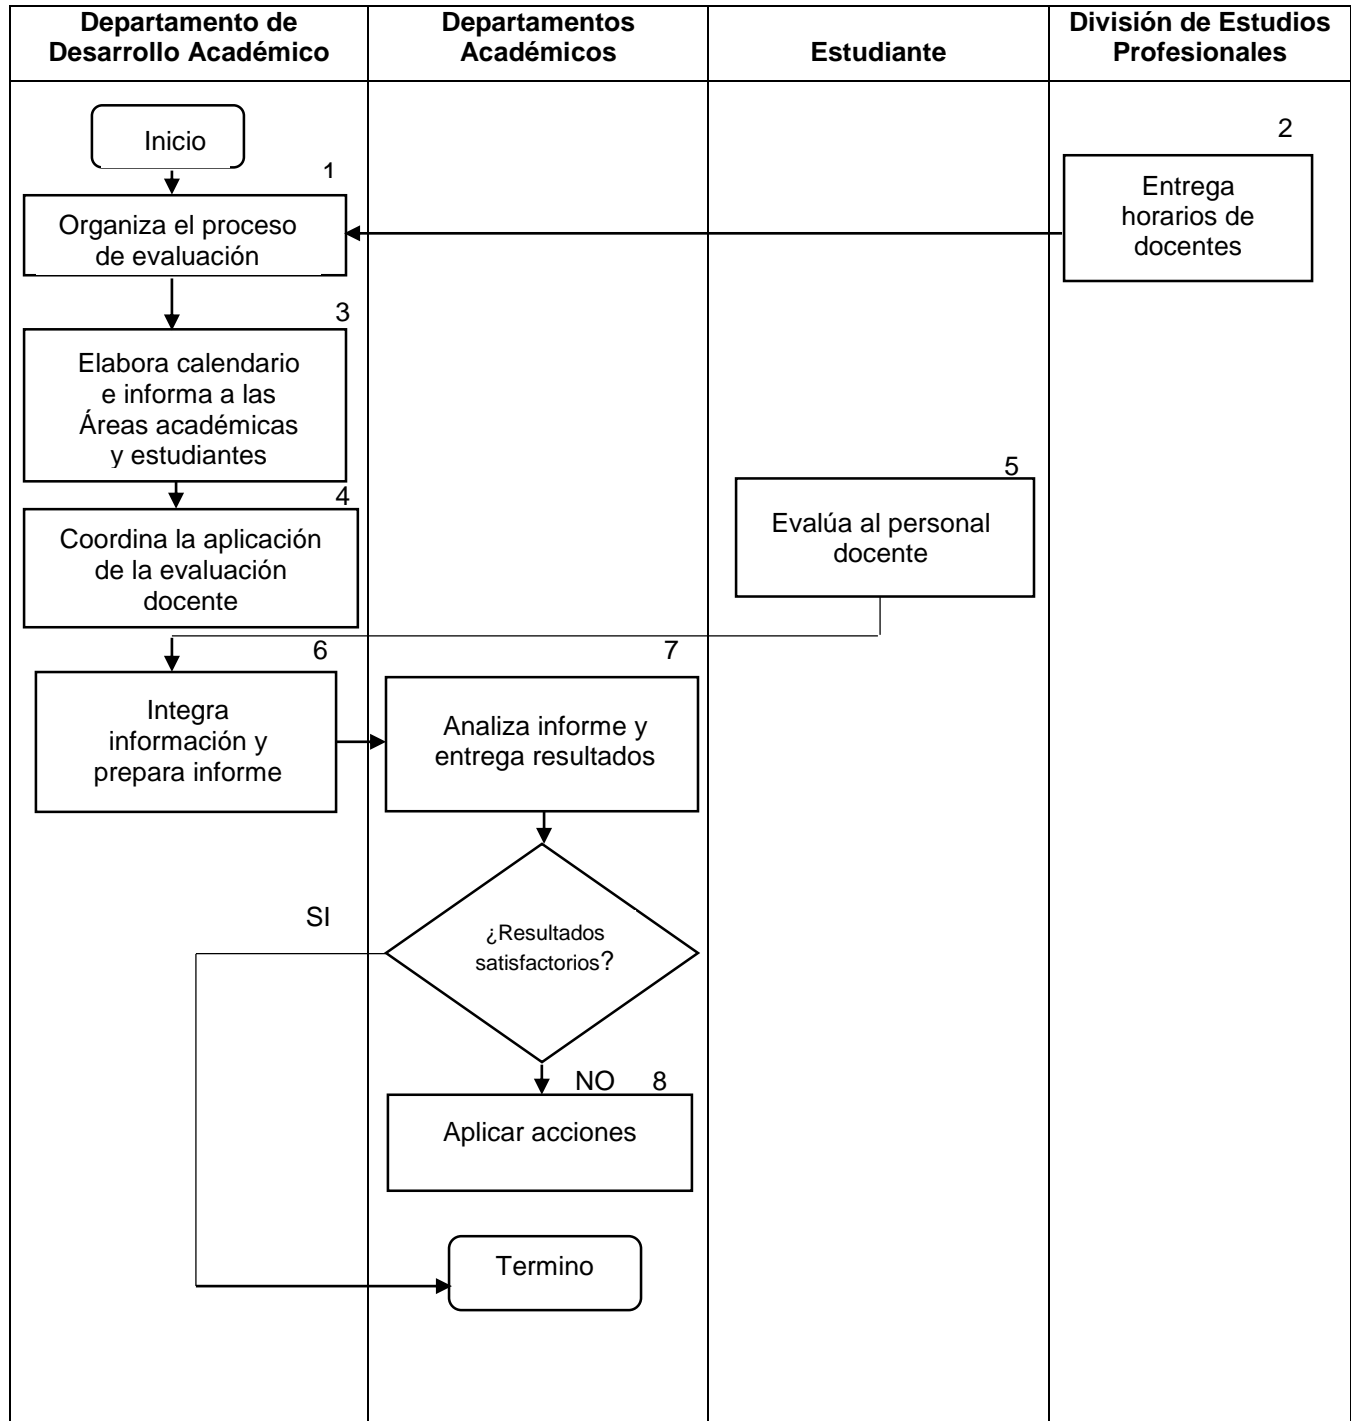 Departamento de
Desarrollo Académico
Departamentos
Académicos
Estudiante
División de Estudios
Profesionales
Inicio
1
Organiza el proceso
de evaluación
2
Entrega
horarios de
docentes
3
Elabora calendario
e informa a las
Áreas académicas
y estudiantes
4
Coordina la aplicación
de la evaluación
docente
5
Evalúa al personal
docente
6
Integra
información y
prepara informe
7
Analiza informe y
entrega resultados
SI
¿Resultados
satisfactorios?
NO 8
Aplicar acciones
Termino